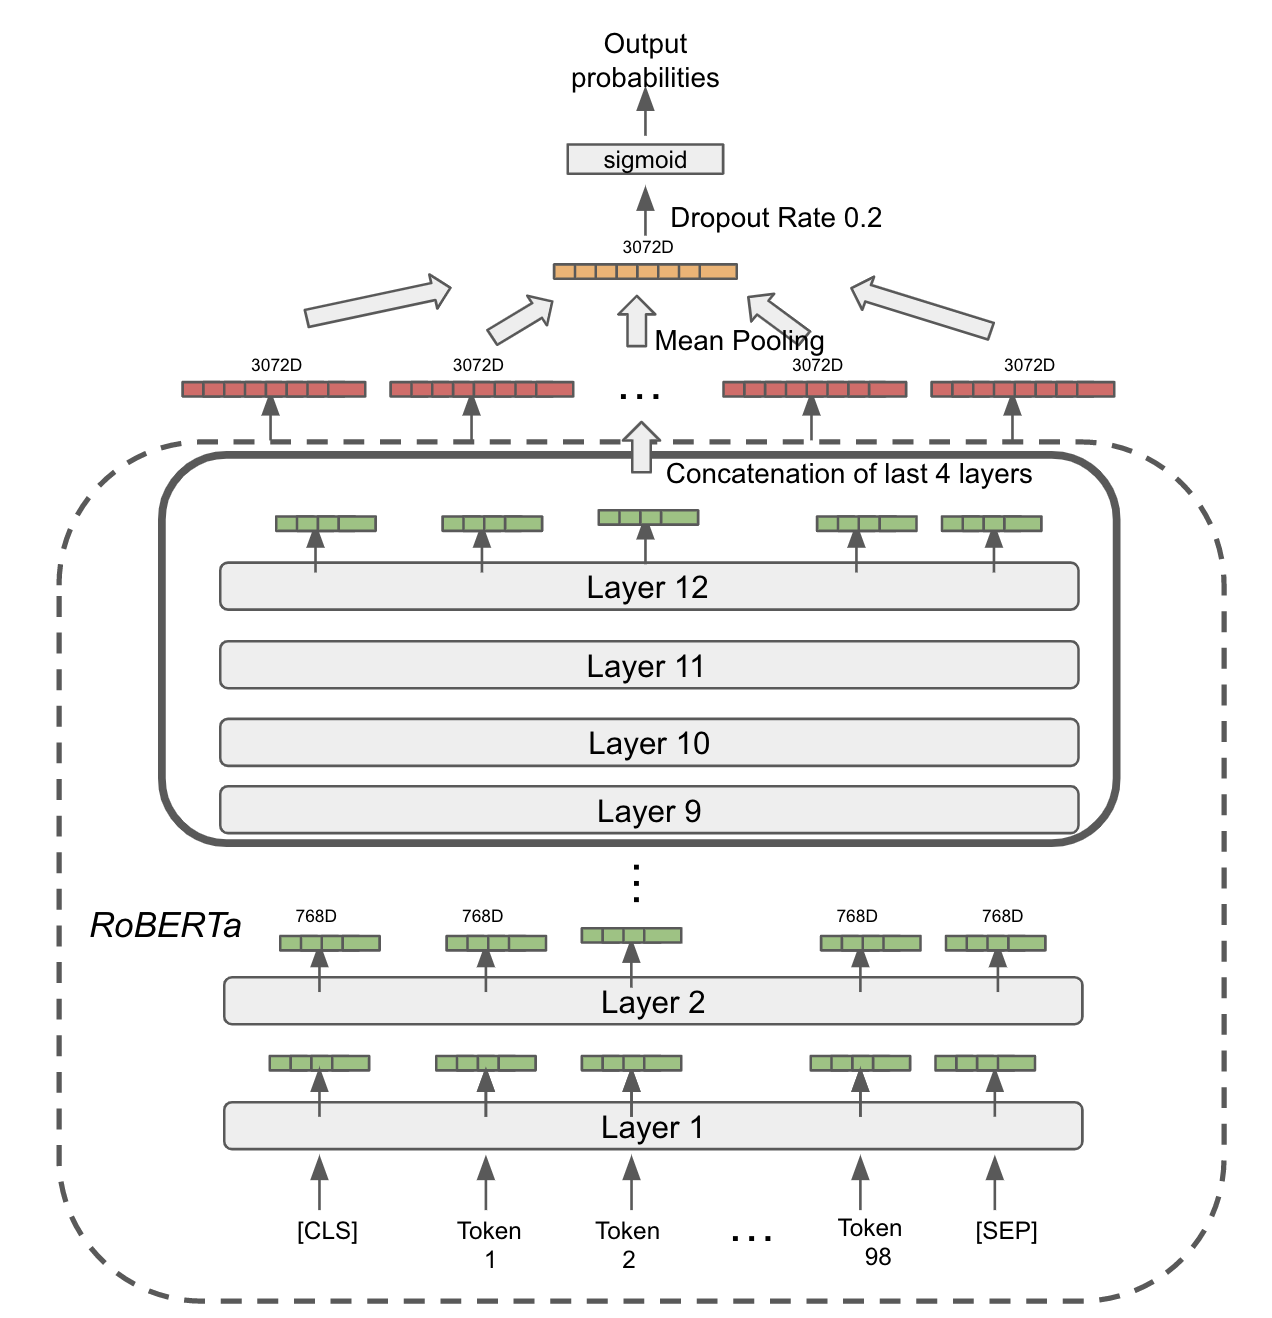 Output
probabilities
sigmoid
Dropout Rate 0.2
3072D
Mean Pooling
3072D 3072D ... 3072D 3072D
Concatenation of last 4 layers
Layer 12
Layer 11
Layer 10
Layer 9
...
RoBERTa
768D 768D 768D 768D
Layer 2
Layer 1
[CLS] Token 1 Token 2 ... Token 98 [SEP]